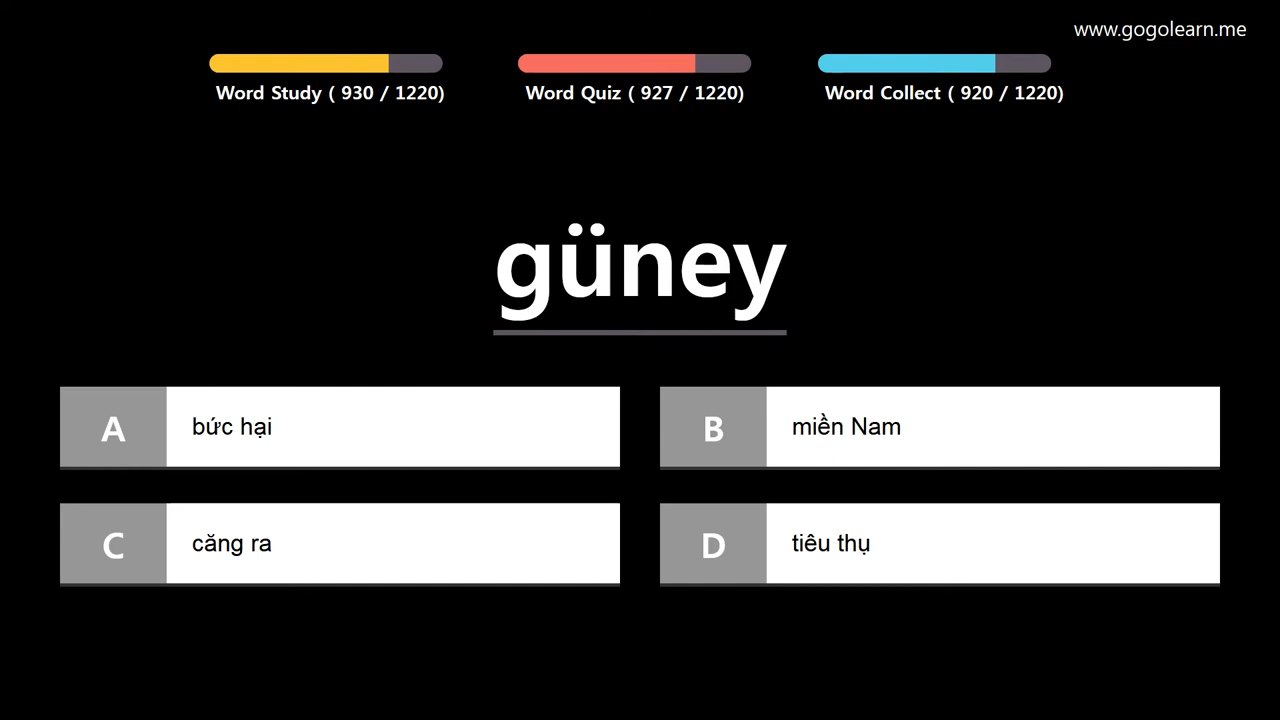 www.gogolearn.me
Word Study ( 930 / 1220)
Word Quiz ( 927 / 1220)
Word Collect ( 920 / 1220)
güney
A
bức hại
B
miền Nam
C
căng ra
D
tiêu thụ